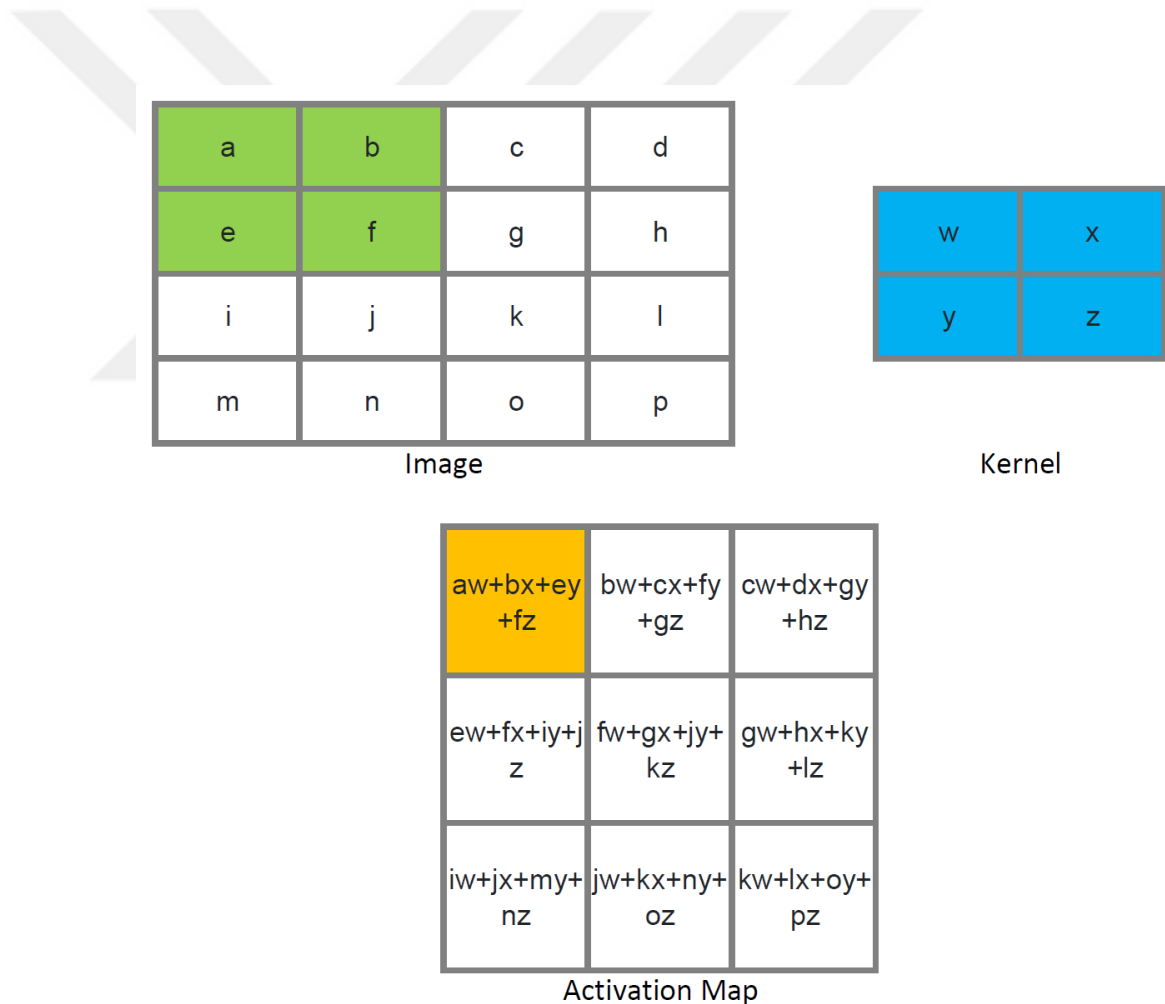 a b c d
e f g h
i j k l
m n o p
Image
w x
y z
Kernel
aw+bx+ey
+fz
bw+cx+fy
+gz
cw+dx+gy
+hz
ew+fx+iy+j
z
fw+gx+jy+
kz
gw+hx+ky
+lz
iw+jx+my+
nz
jw+kx+ny+
oz
kw+lx+oy+
pz
Activation Map